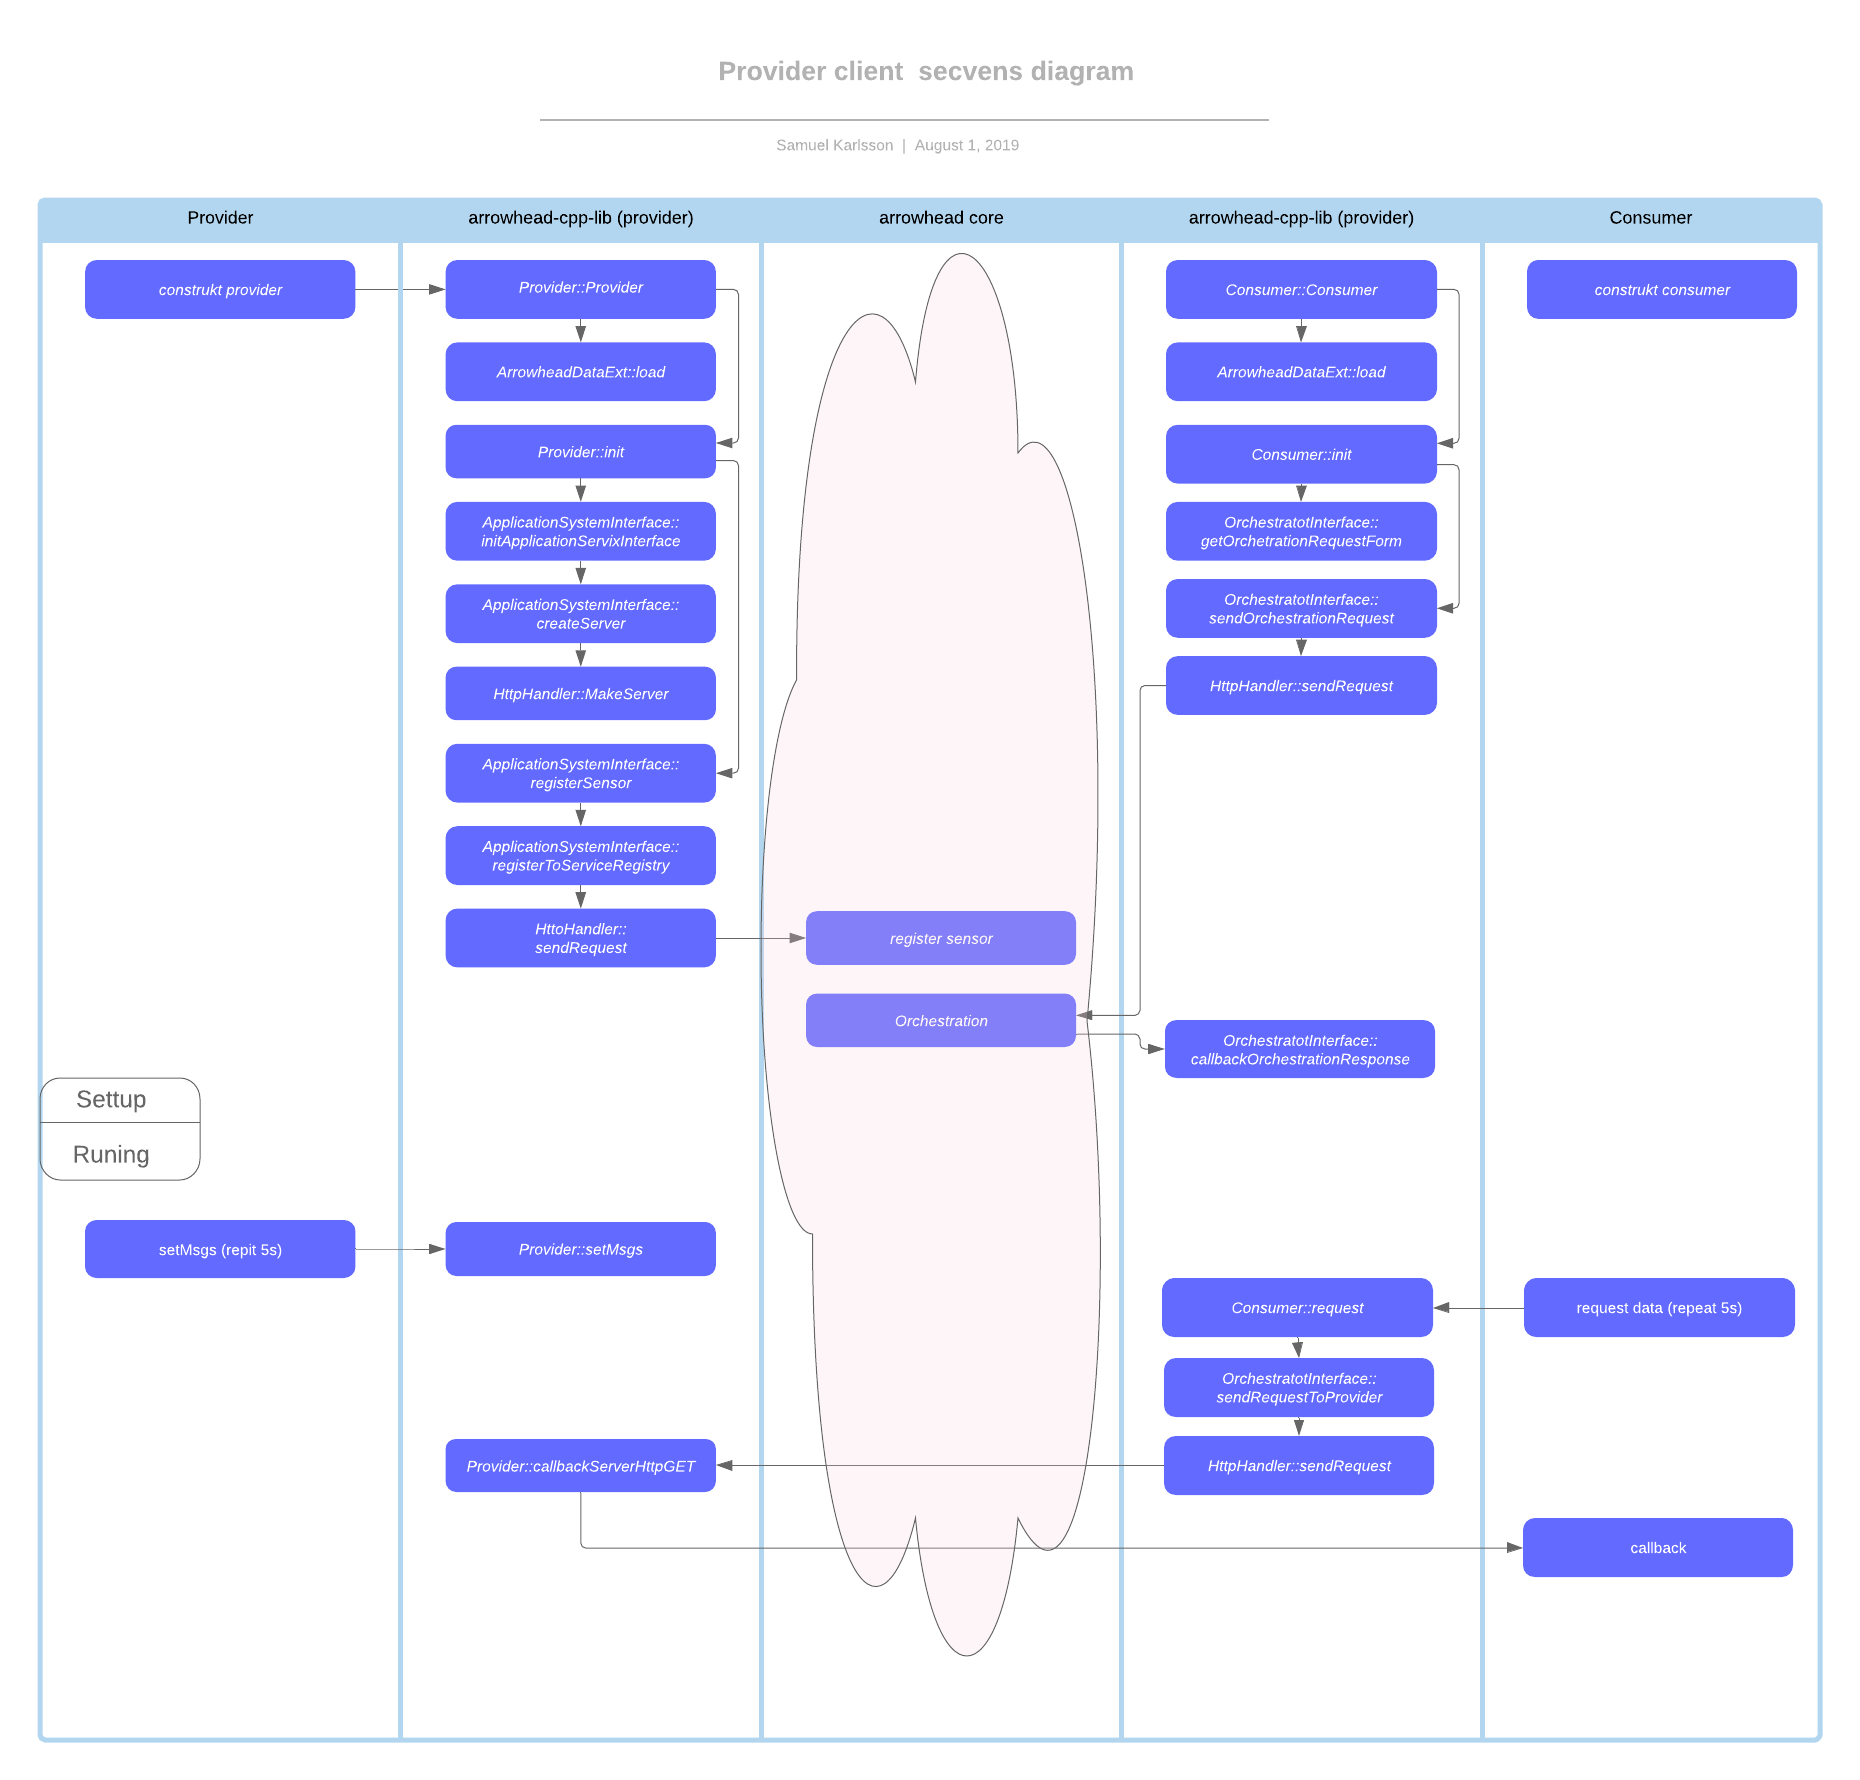 Provider client  secvens diagram
Samuel Karlsson | August 1, 2019
Provider
arrowhead-cpp-lib (provider)
arrowhead core
arrowhead-cpp-lib (provider)
Consumer
construkt provider
Provider::Provider
Consumer::Consumer
construkt consumer
ArrowheadDataExt::load
ArrowheadDataExt::load
Provider::init
Consumer::init
ApplicationSystemInterface::
initApplicationServixInterface
OrchestratotInterface::
getOrchetrationRequestForm
ApplicationSystemInterface::
createServer
OrchestratotInterface::
sendOrchestrationRequest
HttpHandler::MakeServer
HttpHandler::sendRequest
ApplicationSystemInterface::
registerSensor
ApplicationSystemInterface::
registerToServiceRegistry
HttoHandler::
sendRequest
register sensor
Orchestration
OrchestratotInterface::
callbackOrchestrationResponse
Settup
Runing
setMsgs (repit 5s)
Provider::setMsgs
Consumer::request
request data (repeat 5s)
OrchestratotInterface::
sendRequestToProvider
Provider::callbackServerHttpGET
HttpHandler::sendRequest
callback